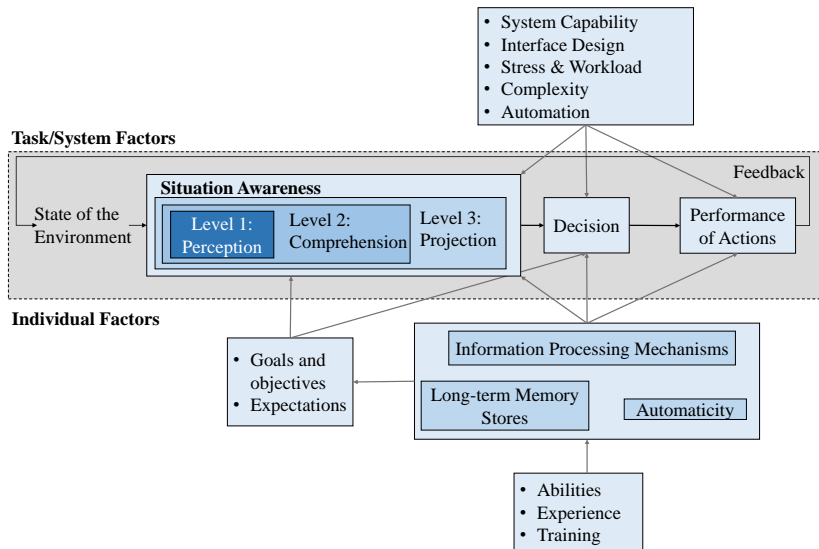 • System Capability
• Interface Design
• Stress & Workload
• Complexity
• Automation
Task/System Factors
Feedback
Situation Awareness
State of the
Environment
Level 1:
Perception
Level 2:
Comprehension
Level 3:
Projection
Decision
Performance
of Actions
Individual Factors
• Goals and
objectives
• Expectations
Information Processing Mechanisms
Long-term Memory
Stores
Automaticity
• Abilities
• Experience
• Training